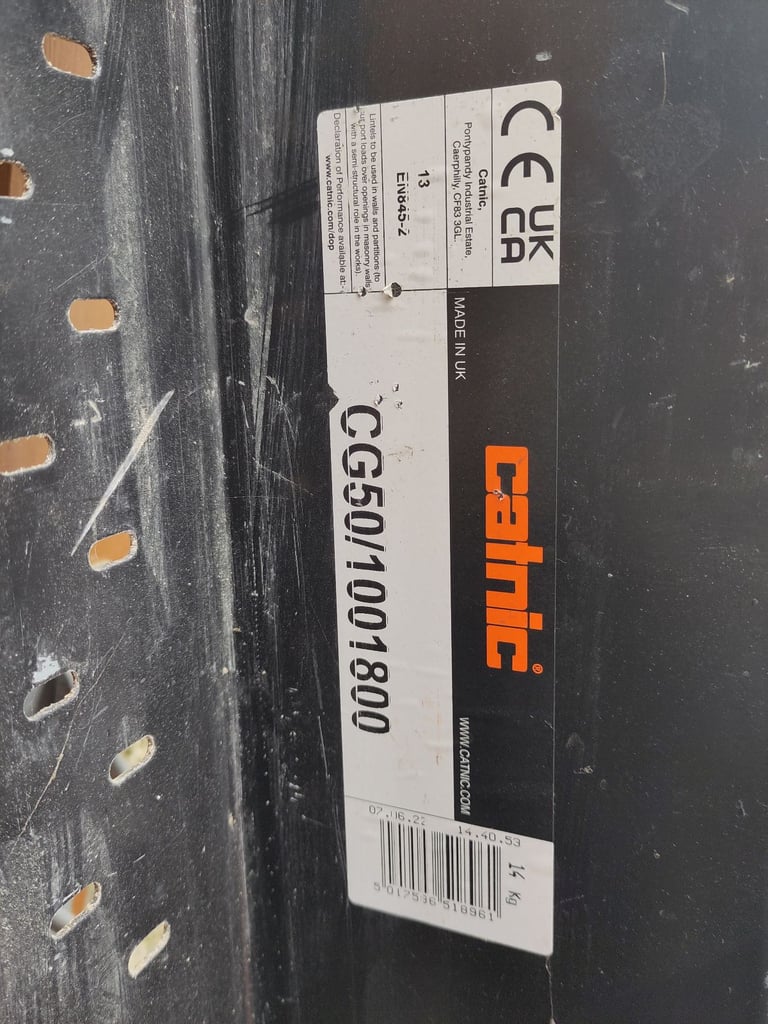 CE UK
CA
Catnic,
Pontypandy Industrial Estate,
Caerphilly, CF83 3GL.
13
EN845-2
Lintels to be used in walls and partitions (to
support loads over openings in masonry walls
with a semi-structural role in the works).
Declaration of Performance available at:-
www.catnic.com/dop
MADE IN UK
catnic®
WWW.CATNIC.COM
CG50/1001800
14 Kg
07.06.22 14.40.53
5 017536 518961